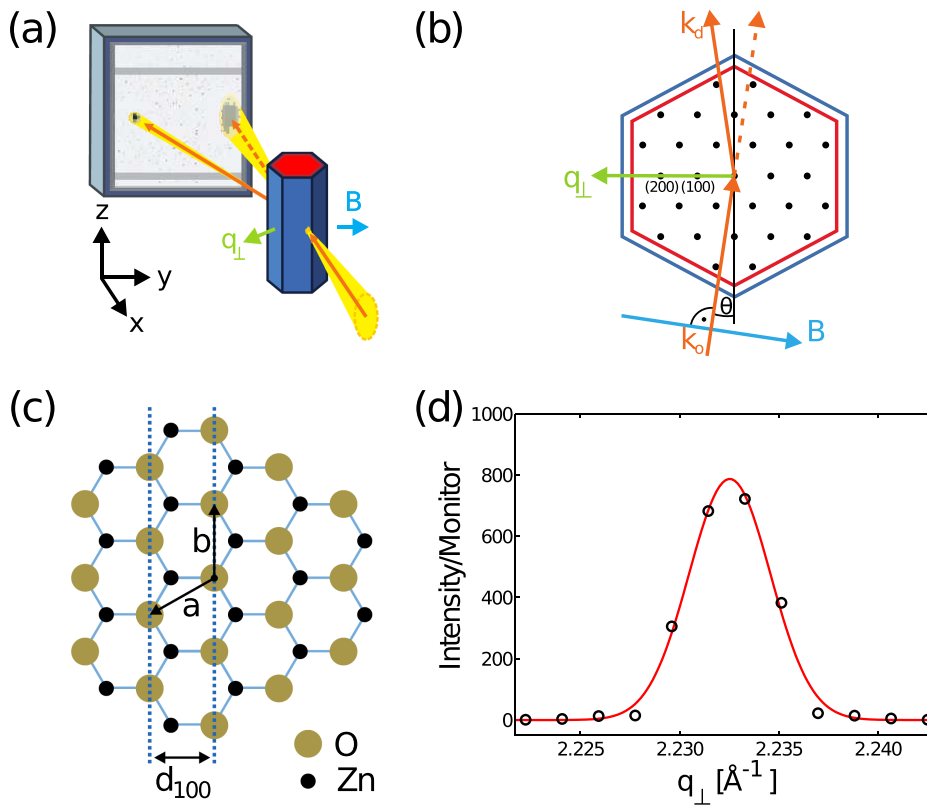 (a)
B
q⊥
z
y
x
(b)
k_d
q⊥
(200) (100)
θ
k_o
B
(c)
b
a
d_100
O
Zn
(d)
Intensity/Monitor
1000
800
600
400
200
0
2.225 2.230 2.235 2.240
q⊥ [Å⁻¹]